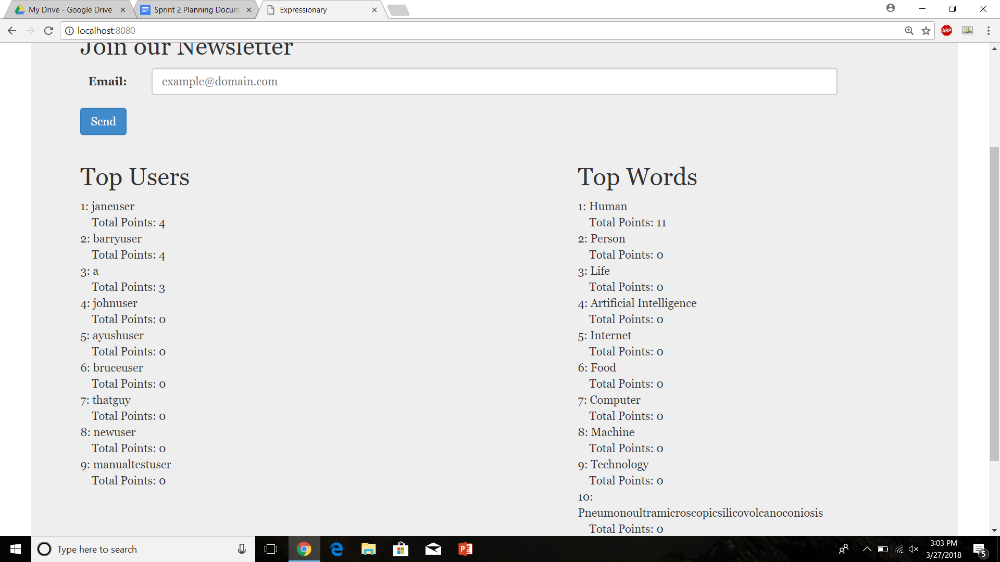 My Drive - Google Drive
Sprint 2 Planning Docum
Expressionary
localhost:8080
ABP
Join our Newsletter
Email:
example@domain.com
Send
Top Users
1: janeuser
Total Points: 4
2: barryuser
Total Points: 4
3: a
Total Points: 3
4: johnuser
Total Points: 0
5: ayushuser
Total Points: 0
6: bruceuser
Total Points: 0
7: thatguy
Total Points: 0
8: newuser
Total Points: 0
9: manualtestuser
Total Points: 0
Top Words
1: Human
Total Points: 11
2: Person
Total Points: 0
3: Life
Total Points: 0
4: Artificial Intelligence
Total Points: 0
5: Internet
Total Points: 0
6: Food
Total Points: 0
7: Computer
Total Points: 0
8: Machine
Total Points: 0
9: Technology
Total Points: 0
10:
Pneumonoultramicroscopicsilicovolcanoconiosis
Total Points: 0
Type here to search
3:03 PM
3/27/2018
5